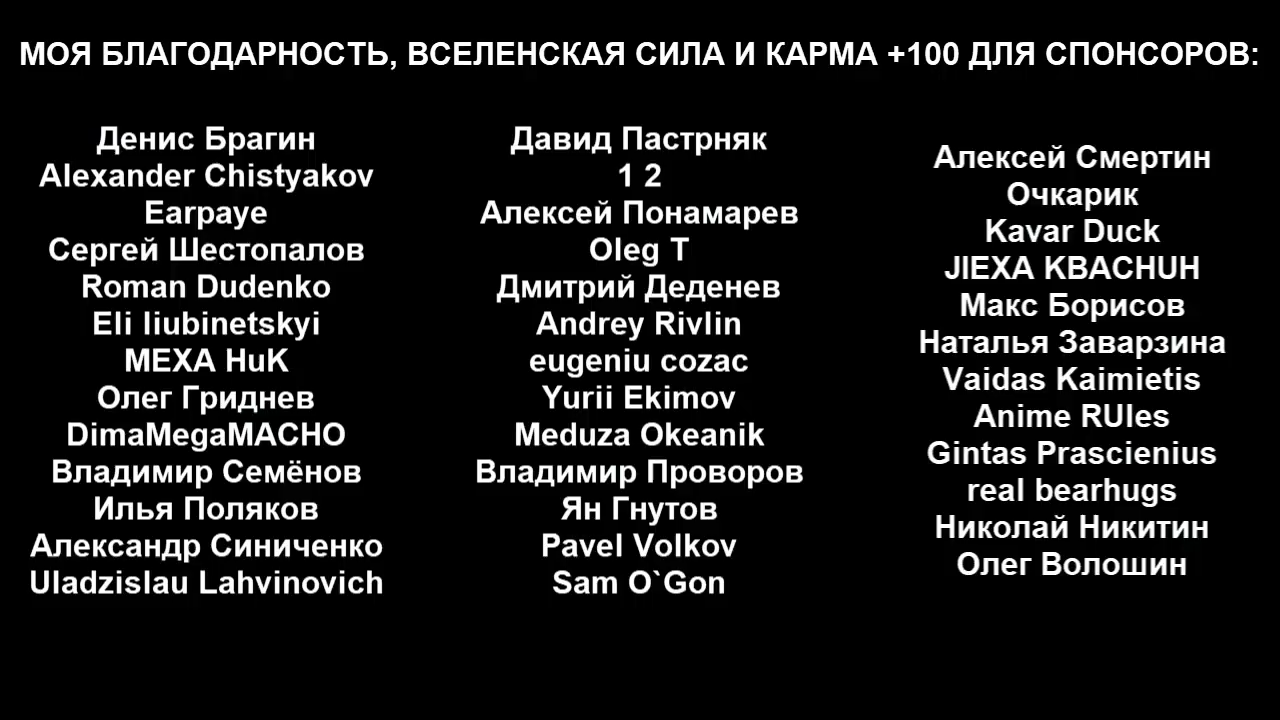 МОЯ БЛАГОДАРНОСТЬ, ВСЕЛЕНСКАЯ СИЛА И КАРМА +100 ДЛЯ СПОНСОРОВ:
Денис Брагин
Alexander Chistyakov
Earpaye
Сергей Шестопалов
Roman Dudenko
Eli liubinetskyi
МЕХА НuK
Олег Гриднев
DimaMegaMACHO
Владимир Семёнов
Илья Поляков
Александр Синиченко
Uladzislau Lahvinovich
Давид Пастрняк
1 2
Алексей Понамарев
Oleg T
Дмитрий Деденев
Andrey Rivlin
eugeniu cozac
Yurii Ekimov
Meduza Okeanik
Владимир Проворов
Ян Гнутов
Pavel Volkov
Sam O`Gon
Алексей Смертин
Очкарик
Kavar Duck
JIEXA KBACHUH
Макс Борисов
Наталья Заварзина
Vaidas Kaimietis
Anime RUles
Gintas Prascienius
real bearhugs
Николай Никитин
Олег Волошин